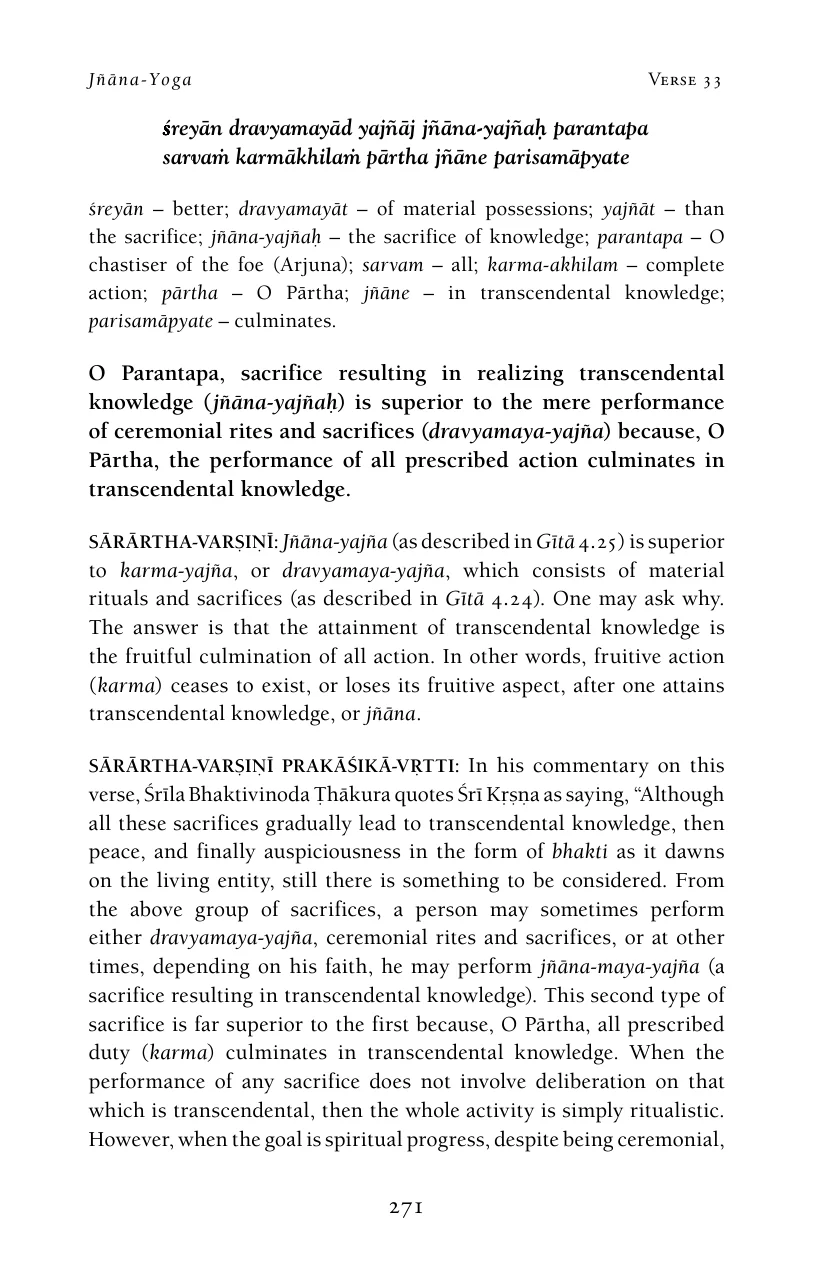 Jñāna-Yoga Verse 33
śreyān dravyamayād yajñāj jñāna-yajñaḥ parantapa
sarvaṁ karmākhilaṁ pārtha jñāne parisamāpyate
śreyān – better; dravyamayāt – of material possessions; yajñāt – than
the sacrifice; jñāna-yajñaḥ – the sacrifice of knowledge; parantapa – O
chastiser of the foe (Arjuna); sarvam – all; karma-akhilam – complete
action; pārtha – O Pārtha; jñāne – in transcendental knowledge;
parisamāpyate – culminates.
O Parantapa, sacrifice resulting in realizing transcendental
knowledge (jñāna-yajñaḥ) is superior to the mere performance
of ceremonial rites and sacrifices (dravyamaya-yajña) because, O
Pārtha, the performance of all prescribed action culminates in
transcendental knowledge.
SĀRĀRTHA-VARṢIṆĪ: Jñāna-yajña (as described in Gītā 4.25) is superior
to karma-yajña, or dravyamaya-yajña, which consists of material
rituals and sacrifices (as described in Gītā 4.24). One may ask why.
The answer is that the attainment of transcendental knowledge is
the fruitful culmination of all action. In other words, fruitive action
(karma) ceases to exist, or loses its fruitive aspect, after one attains
transcendental knowledge, or jñāna.
SĀRĀRTHA-VARṢIṆĪ PRAKĀŚIKĀ-VṚTTI: In his commentary on this
verse, Śrīla Bhaktivinoda Ṭhākura quotes Śrī Kṛṣṇa as saying, “Although
all these sacrifices gradually lead to transcendental knowledge, then
peace, and finally auspiciousness in the form of bhakti as it dawns
on the living entity, still there is something to be considered. From
the above group of sacrifices, a person may sometimes perform
either dravyamaya-yajña, ceremonial rites and sacrifices, or at other
times, depending on his faith, he may perform jñāna-maya-yajña (a
sacrifice resulting in transcendental knowledge). This second type of
sacrifice is far superior to the first because, O Pārtha, all prescribed
duty (karma) culminates in transcendental knowledge. When the
performance of any sacrifice does not involve deliberation on that
which is transcendental, then the whole activity is simply ritualistic.
However, when the goal is spiritual progress, despite being ceremonial,
271